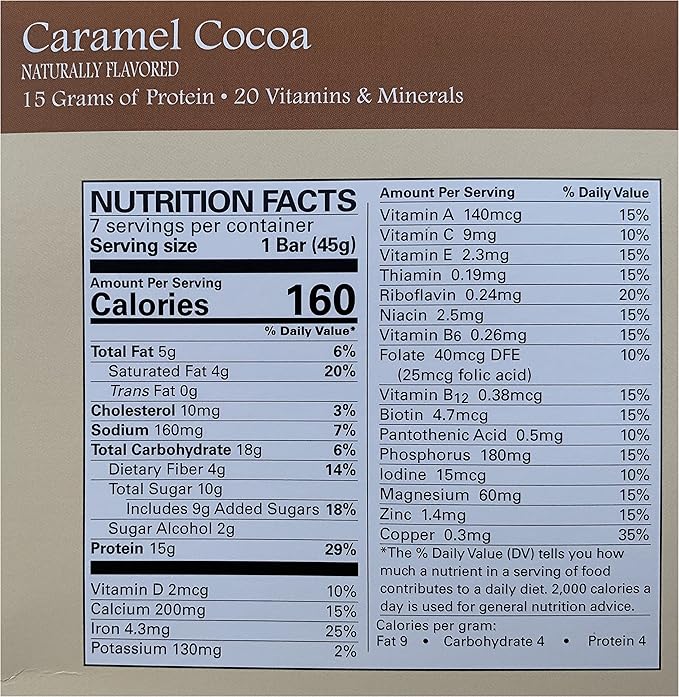 Caramel Cocoa
NATURALLY FLAVORED
15 Grams of Protein • 20 Vitamins & Minerals
NUTRITION FACTS
7 servings per container
Serving size 1 Bar (45g)
Amount Per Serving
Calories 160
% Daily Value*
Total Fat 5g 6%
Saturated Fat 4g 20%
Trans Fat 0g
Cholesterol 10mg 3%
Sodium 160mg 7%
Total Carbohydrate 18g 6%
Dietary Fiber 4g 14%
Total Sugar 10g
Includes 9g Added Sugars 18%
Sugar Alcohol 2g
Protein 15g 29%
Vitamin D 2mcg 10%
Calcium 200mg 15%
Iron 4.3mg 25%
Potassium 130mg 2%
Amount Per Serving % Daily Value
Vitamin A 140mcg 15%
Vitamin C 9mg 10%
Vitamin E 2.3mg 15%
Thiamin 0.19mg 15%
Riboflavin 0.24mg 20%
Niacin 2.5mg 15%
Vitamin B6 0.26mg 15%
Folate 40mcg DFE 10%
(25mcg folic acid)
Vitamin B12 0.38mcg 15%
Biotin 4.7mcg 15%
Pantothenic Acid 0.5mg 10%
Phosphorus 180mg 15%
Iodine 15mcg 10%
Magnesium 60mg 15%
Zinc 1.4mg 15%
Copper 0.3mg 35%
*The % Daily Value (DV) tells you how
much a nutrient in a serving of food
contributes to a daily diet. 2,000 calories a
day is used for general nutrition advice.
Calories per gram:
Fat 9 • Carbohydrate 4 • Protein 4